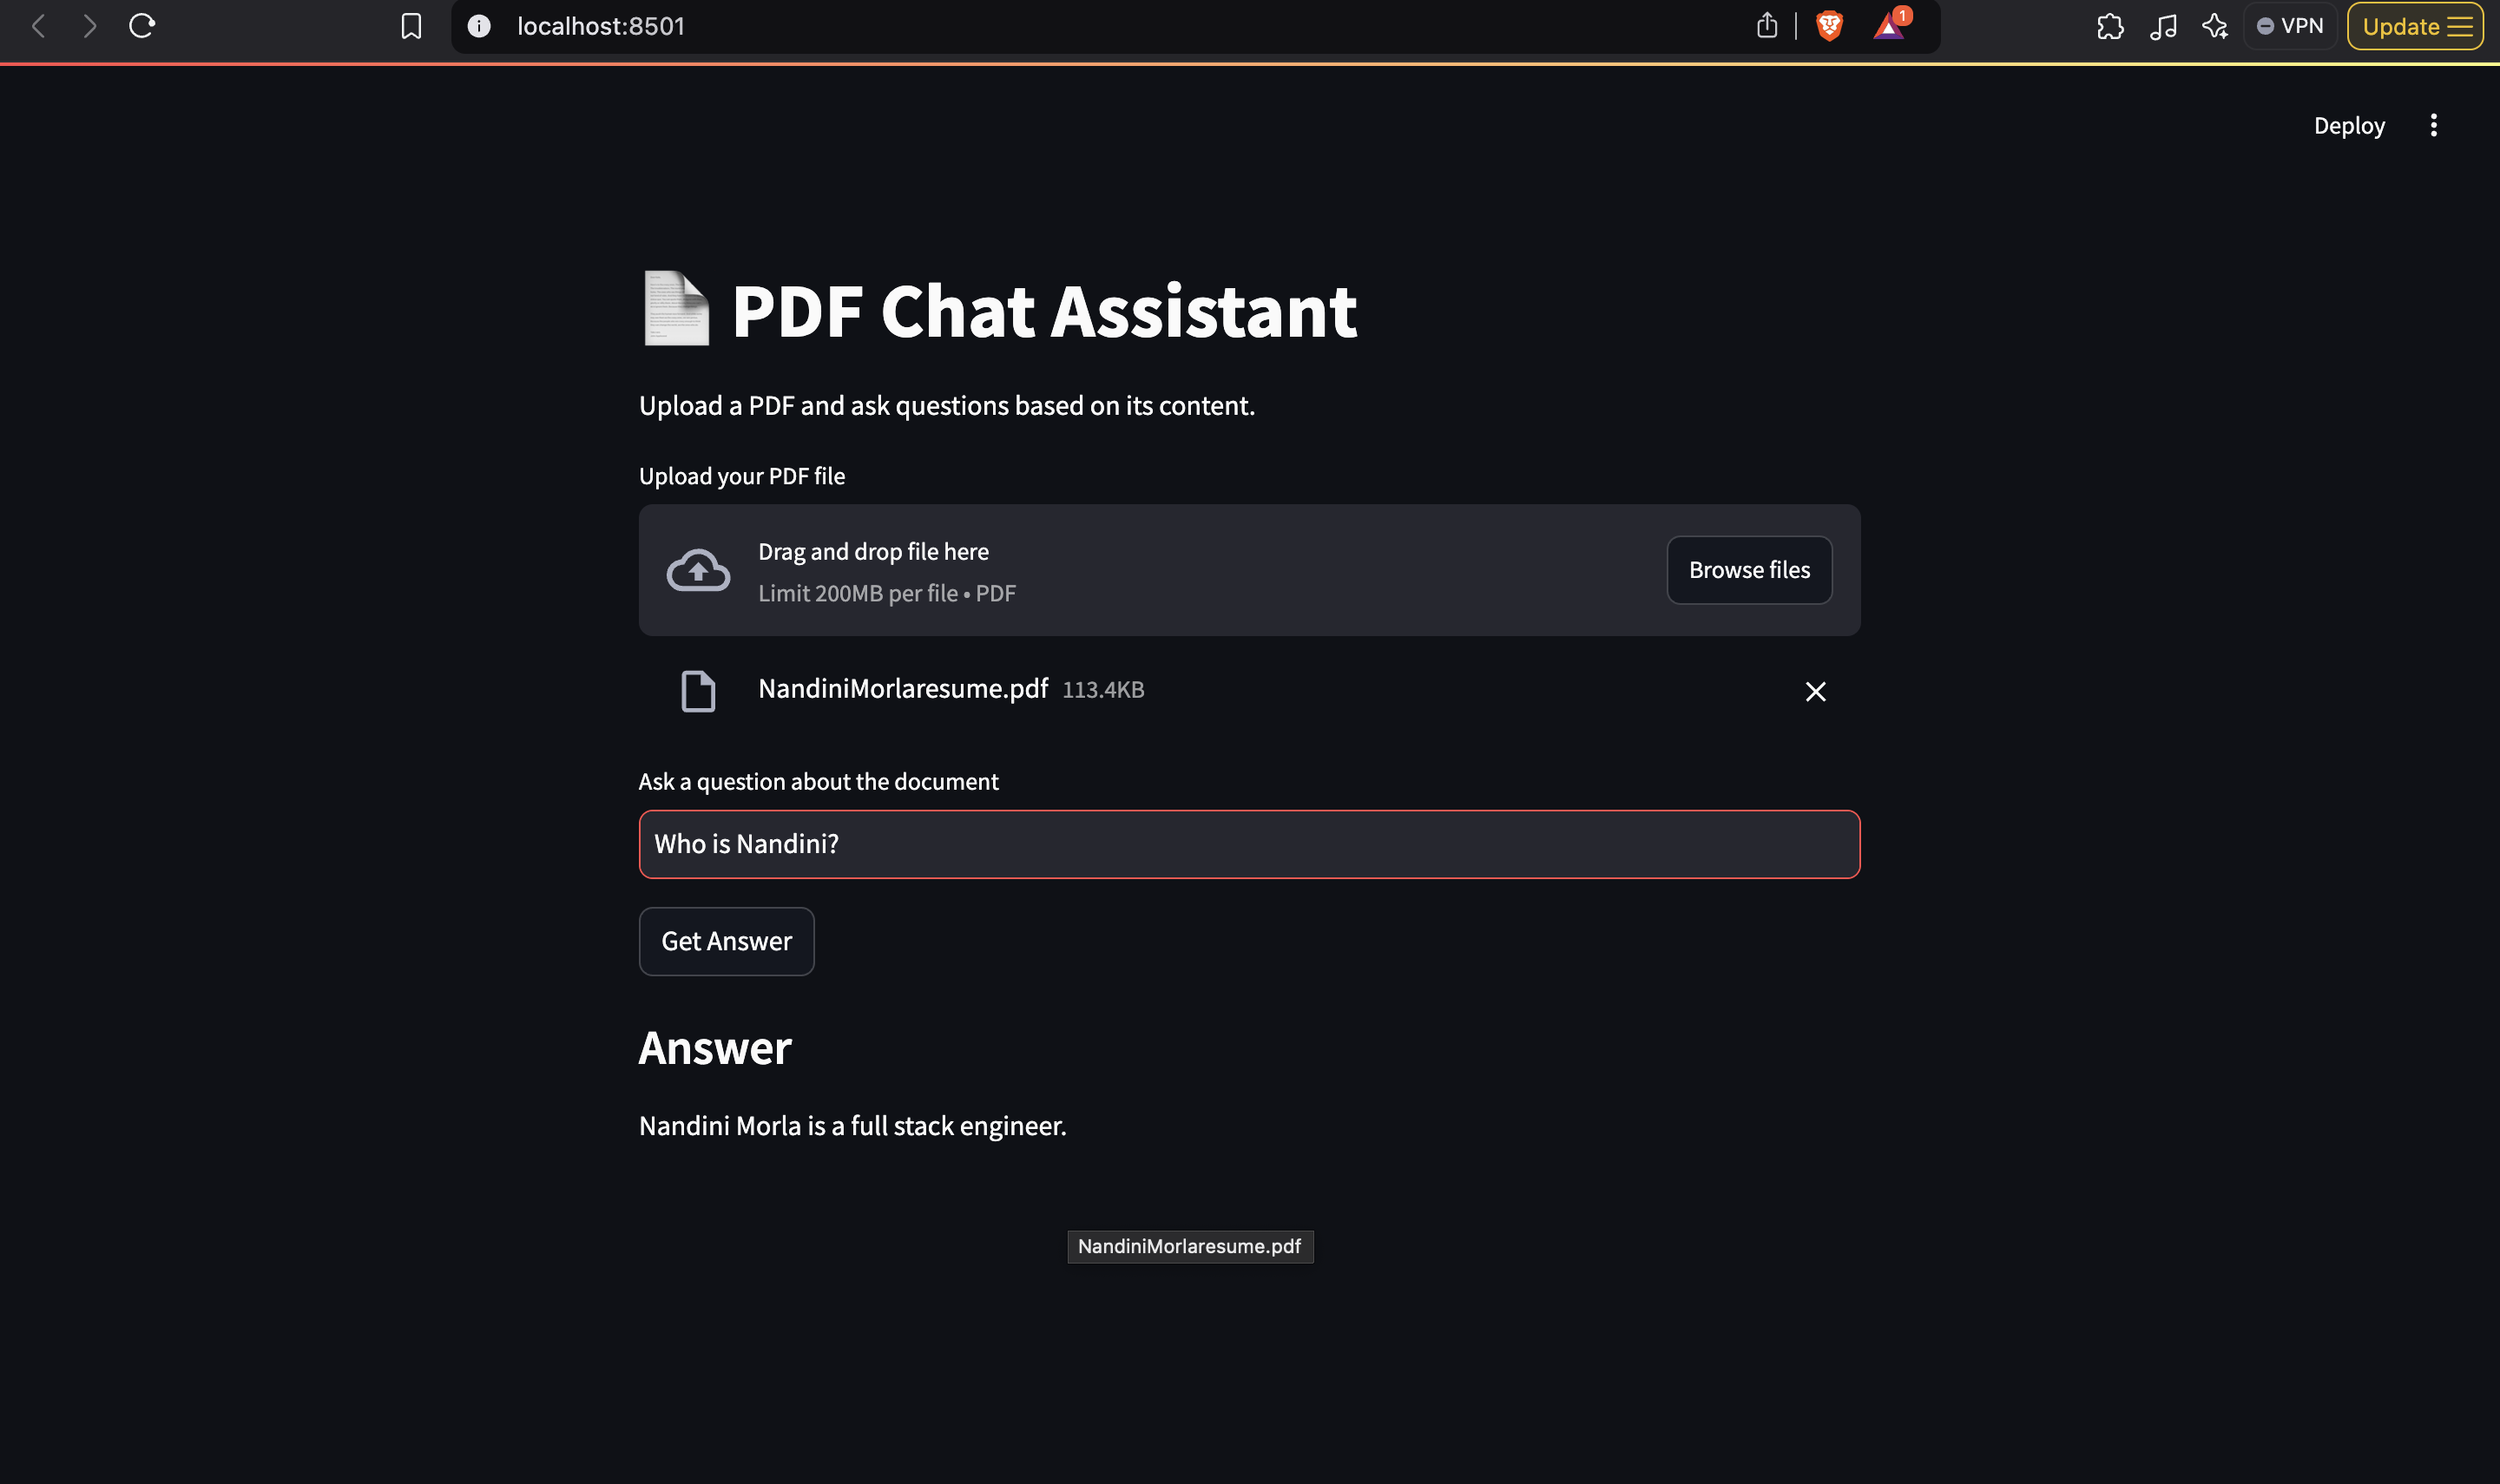 localhost:8501
1
VPN
Update
Deploy
PDF Chat Assistant
Upload a PDF and ask questions based on its content.
Upload your PDF file
Drag and drop file here
Limit 200MB per file • PDF
Browse files
NandiniMorlaresume.pdf 113.4KB
Ask a question about the document
Who is Nandini?
Get Answer
Answer
Nandini Morla is a full stack engineer.
NandiniMorlaresume.pdf